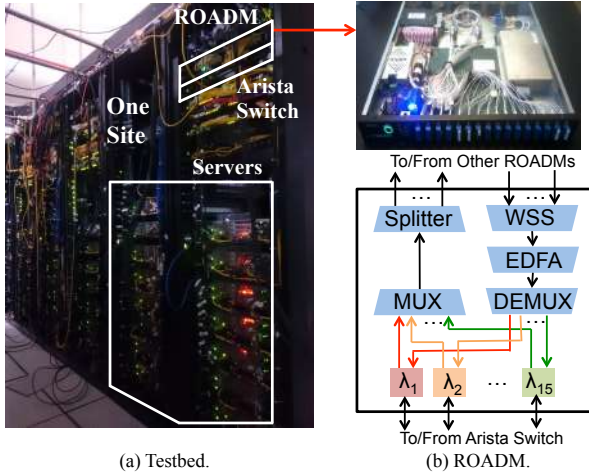 ROADM
Arista
Switch
One
Site
Servers
(a) Testbed.
To/From Other ROADMs
... ...
Splitter WSS
EDFA
MUX DEMUX
... ...
λ1 λ2 ... λ15
To/From Arista Switch
(b) ROADM.